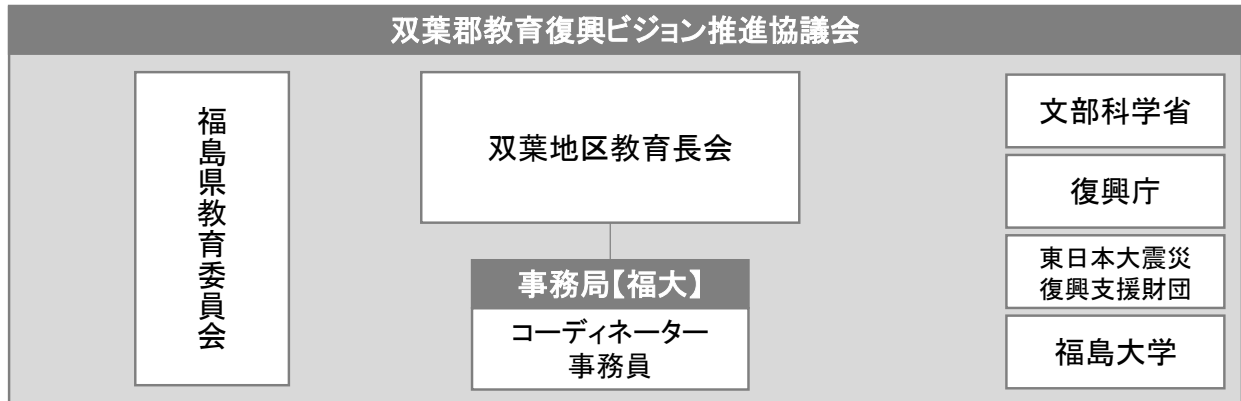 双葉郡教育復興ビジョン推進協議会
福島県教育委員会
双葉地区教育長会
事務局【福大】
コーディネーター
事務員
文部科学省
復興庁
東日本大震災
復興支援財団
福島大学